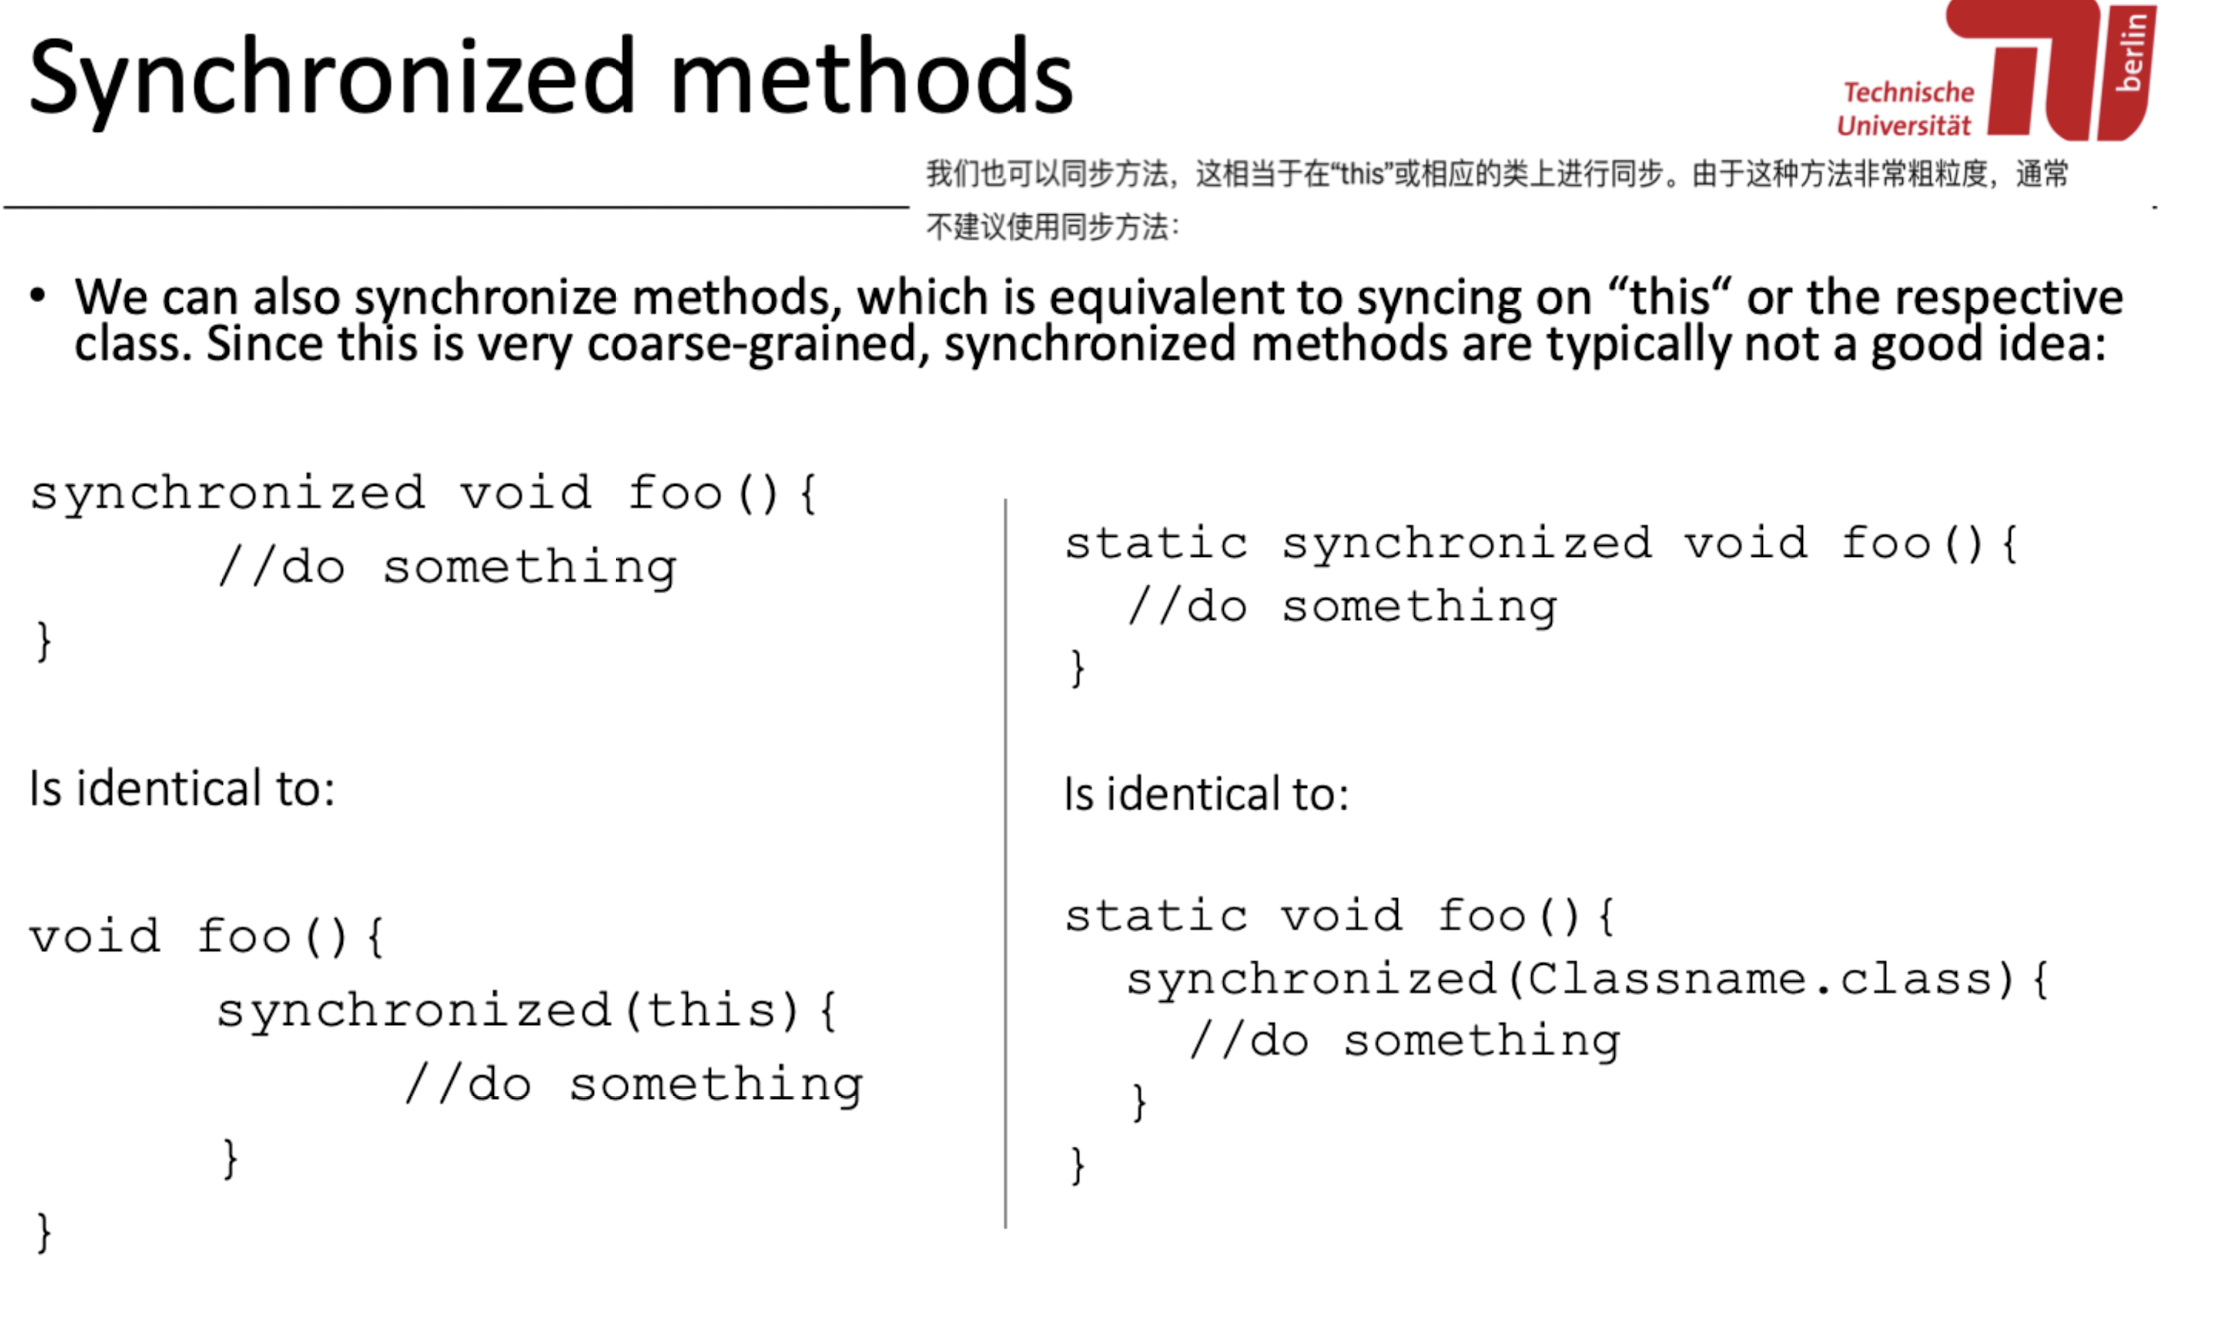 Synchronized methods
Technische
Universität
berlin
我们也可以同步方法，这相当于在“this”或相应的类上进行同步。由于这种方法非常粗粒度，通常
不建议使用同步方法：
• We can also synchronize methods, which is equivalent to syncing on “this“ or the respective
class. Since this is very coarse-grained, synchronized methods are typically not a good idea:
synchronized void foo(){
//do something
}
Is identical to:
void foo(){
synchronized(this){
//do something
}
}
static synchronized void foo(){
//do something
}
Is identical to:
static void foo(){
synchronized(Classname.class){
//do something
}
}